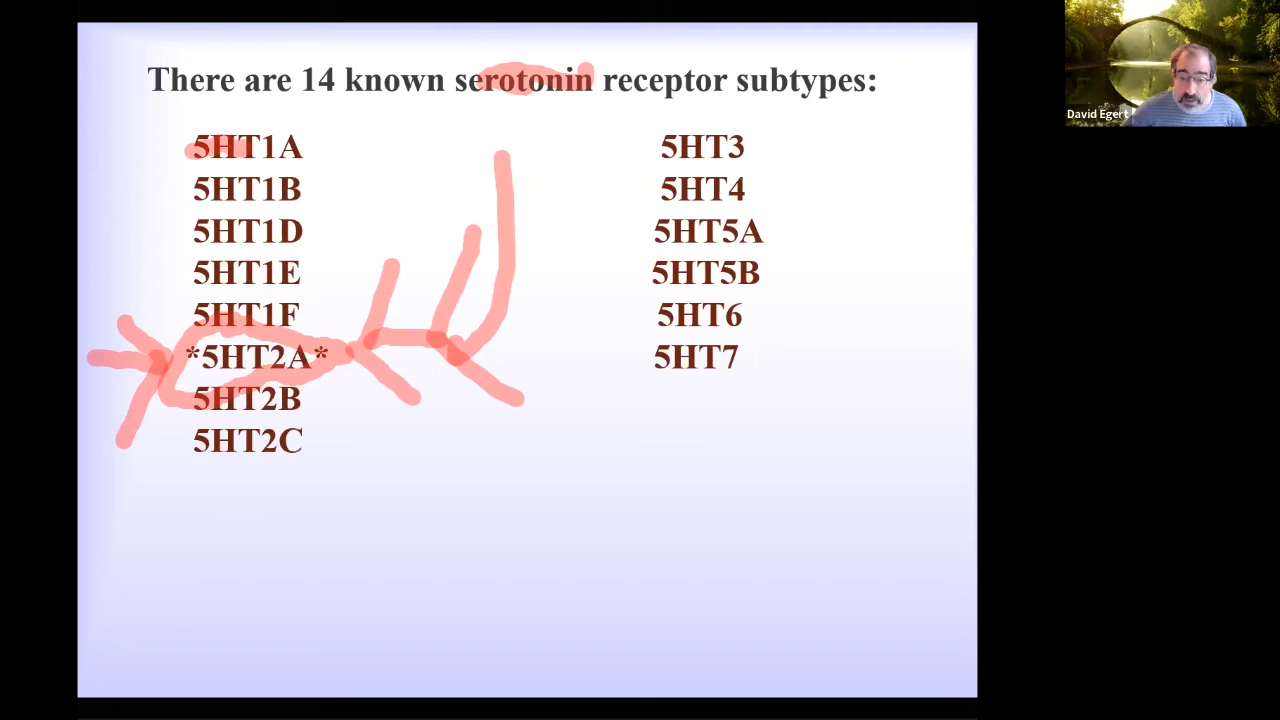 There are 14 known serotonin receptor subtypes:
5HT1A
5HT1B
5HT1D
5HT1E
5HT1F
*5HT2A*
5HT2B
5HT2C
5HT3
5HT4
5HT5A
5HT5B
5HT6
5HT7
David Egert